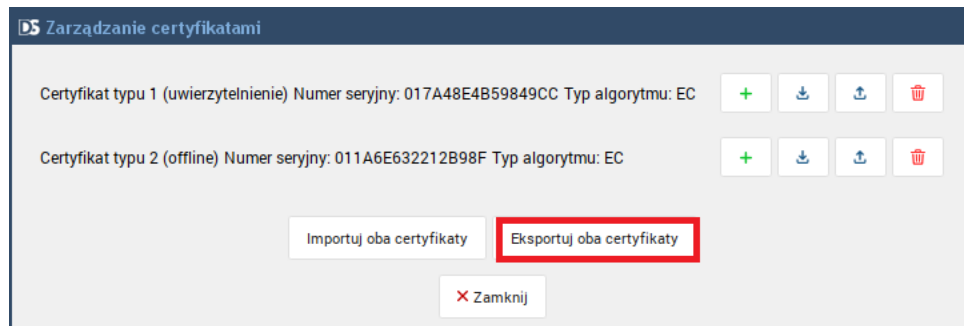 DS Zarządzanie certyfikatami
Certyfikat typu 1 (uwierzytelnienie) Numer seryjny: 017A48E4B59849CC Typ algorytmu: EC
Certyfikat typu 2 (offline) Numer seryjny: 011A6E632212B98F Typ algorytmu: EC
Importuj oba certyfikaty Eksportuj oba certyfikaty
Zamknij